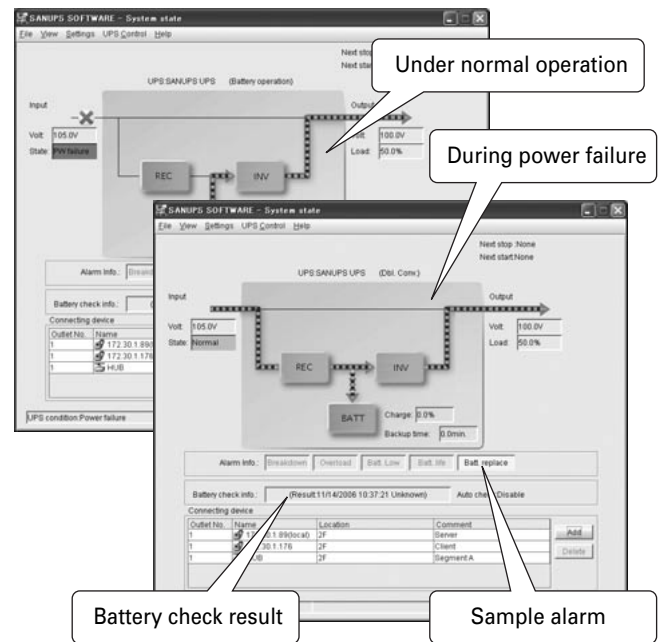 SANUPS SOFTWARE - System state
File View Settings UPS Control Help
Next stop
Next start
UPS:SANUPS UPS (Battery operation)
Input
Output
Volt: 105.0V
State: PW failure
Volt: 100.0V
Load: 50.0%
REC
INV
Alarm Info.:
Battery check info.:
Connecting device
Outlet No. Name
1 172.30.1.89(
1 172.30.1.176
1 HUB
UPS condition:Power failure
Under normal operation
During power failure
SANUPS SOFTWARE - System state
File View Settings UPS Control Help
Next stop :None
Next start:None
UPS:SANUPS UPS (Dbl. Conv.)
Input
Output
Volt: 105.0V
State: Normal
Volt: 100.0V
Load: 50.0%
REC
INV
BATT
Charge: 0.0%
Backup time: 0.0min.
Alarm Info.: Breakdown Overload Batt. Low Batt. life Batt. replace
Battery check info.: (Result:11/14/2006 10:37:21 Unknown) Auto check:Disable
Connecting device
Outlet No. Name Location Comment
1 .1.89(local) 2F Server
1 30.1.176 2F Client
1 UB 2F Segment A
Add
Delete
Battery check result
Sample alarm